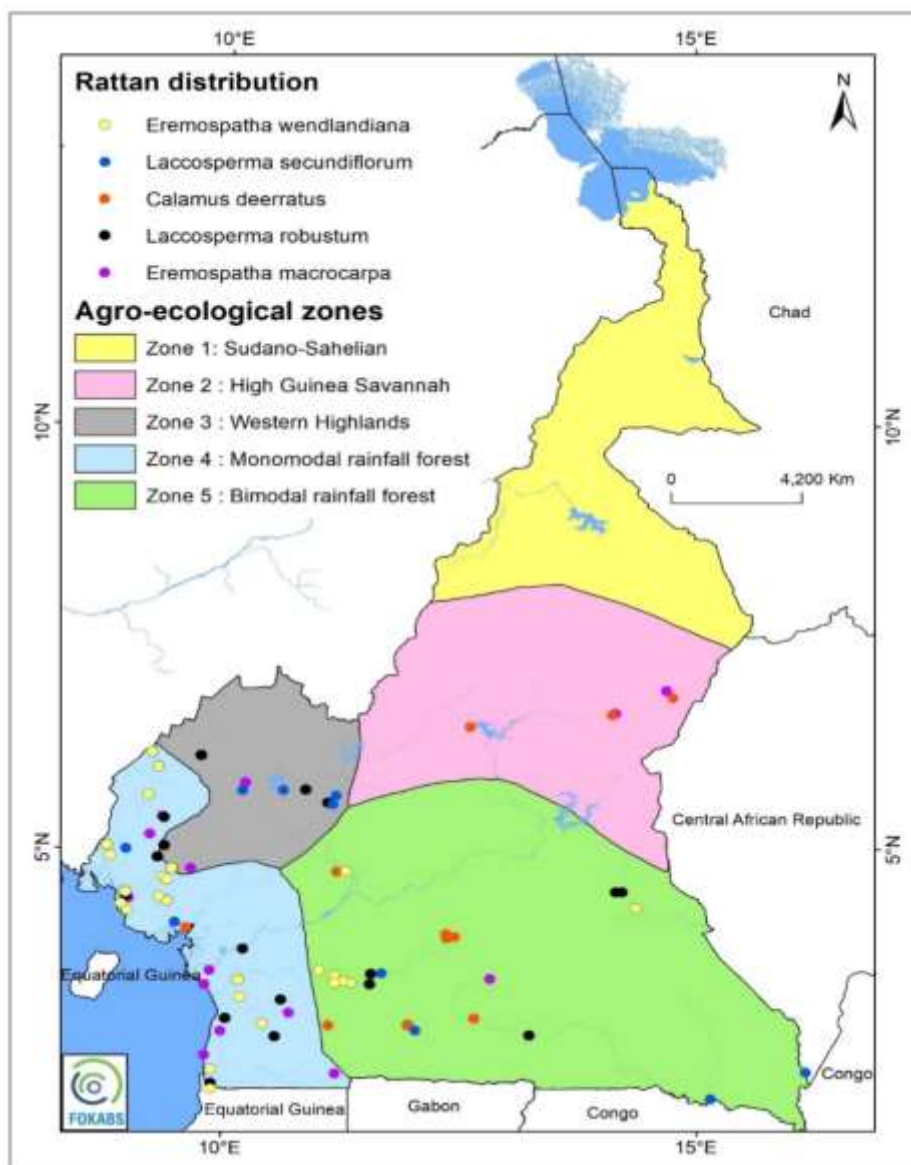 10°E
15°E
Rattan distribution
N
Eremospatha wendlandiana
Laccosperma secundiflorum
Calamus deerratus
Laccosperma robustum
Eremospatha macrocarpa
Agro-ecological zones
Chad
Zone 1: Sudano-Sahelian
Zone 2 : High Guinea Savannah
10°N
Zone 3 : Western Highlands
10°N
Zone 4 : Monomodal rainfall forest
0
4,200 Km
Zone 5 : Bimodal rainfall forest
Central African Republic
5°N
5°N
Equatorial Guinea
FOKABS
Equatorial Guinea
Gabon
Congo
Congo
10°E
15°E